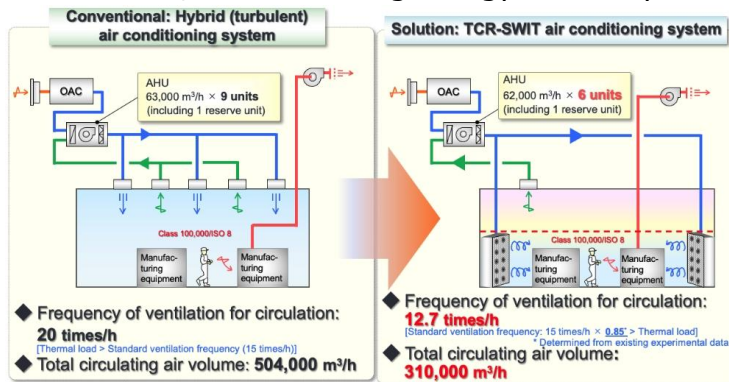 Conventional: Hybrid (turbulent)
air conditioning system
OAC
AHU
63,000 m³/h × 9 units
(including 1 reserve unit)
Class 100,000/ISO 8
Manufac-
turing
equipment
Manufac-
turing
equipment
◆ Frequency of ventilation for circulation:
20 times/h
[Thermal load > Standard ventilation frequency (15 times/h)]
◆ Total circulating air volume: 504,000 m³/h
Solution: TCR-SWIT air conditioning system
OAC
AHU
62,000 m³/h × 6 units
(including 1 reserve unit)
Class 100,000/ISO 8
Manufac-
turing
equipment
Manufac-
turing
equipment
◆ Frequency of ventilation for circulation:
12.7 times/h
[Standard ventilation frequency: 15 times/h × 0.85* > Thermal load]
* Determined from existing experimental data
◆ Total circulating air volume:
310,000 m³/h